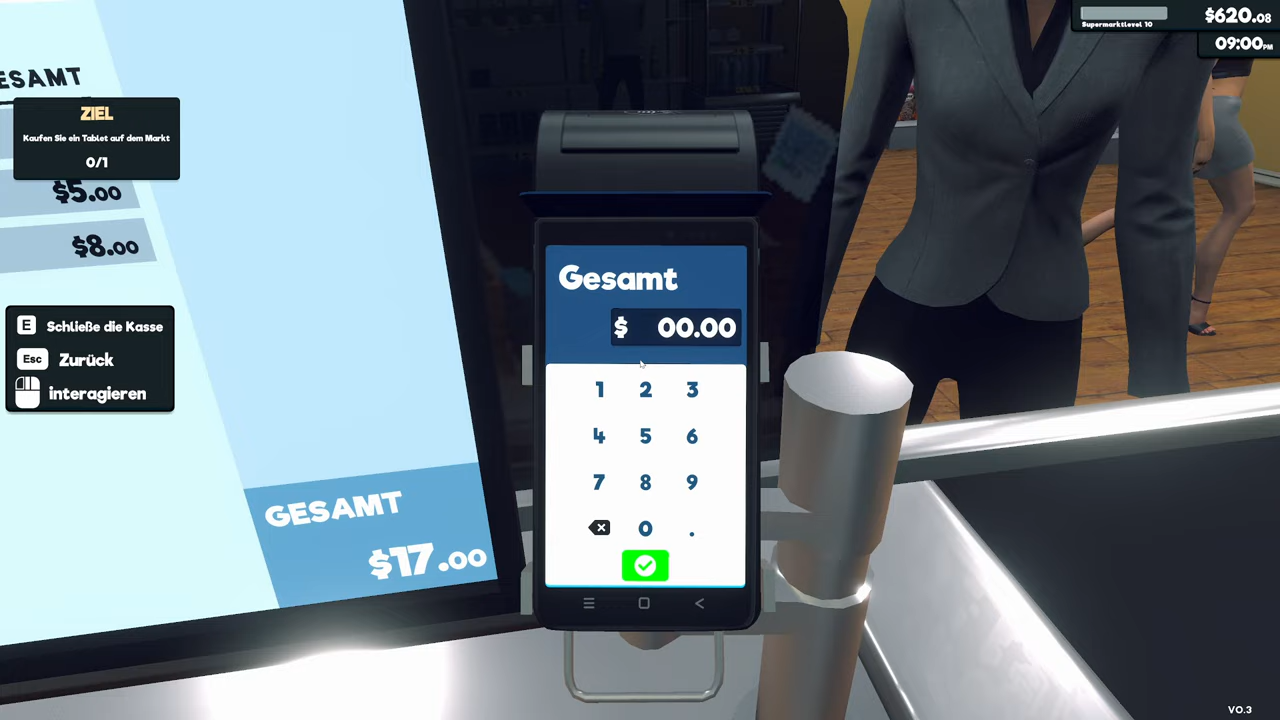 ESAMT
ZIEL
Kaufen Sie ein Tablet auf dem Markt
0/1
$5.00
$8.00
E Schließe die Kasse
Esc Zurück
interagieren
GESAMT
$17.00
Gesamt
$ 00.00
1 2 3
4 5 6
7 8 9
0 .
$620.08
Supermarktlevel 10
09:00PM
V0.3